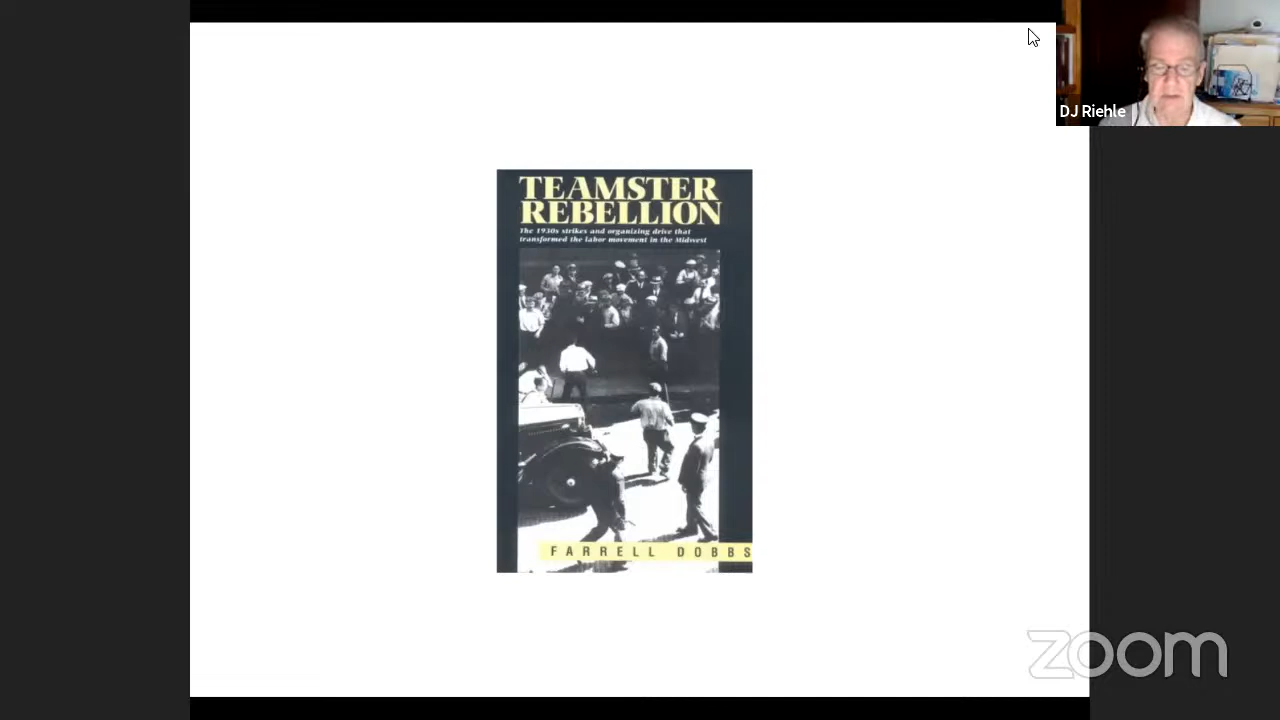 TEAMSTER
REBELLION
The 1930s strikes and organizing drive that
transformed the labor movement in the Midwest
FARRELL DOBBS
DJ Riehle
zoom